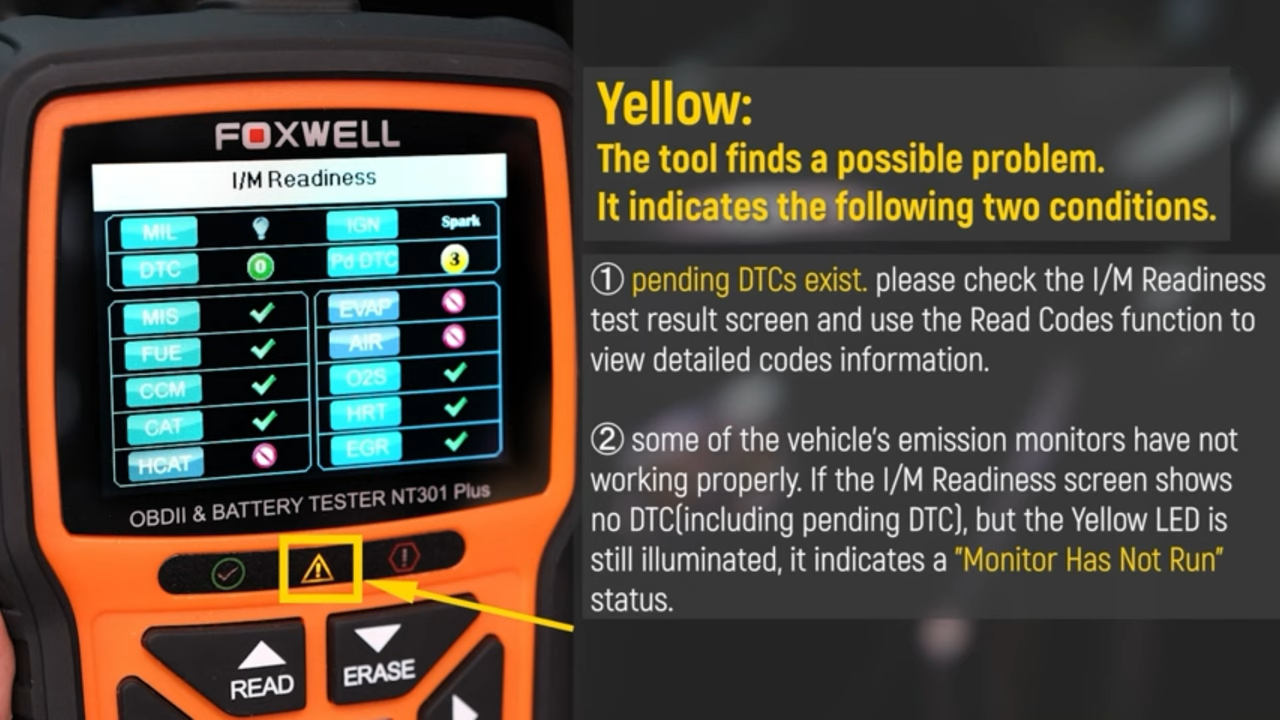 FOXWELL
I/M Readiness
MIL IGN Spark
DTC 0 Pd DTC 3
MIS EVAP
FUE AIR
CCM O2S
CAT HRT
HCAT EGR
OBDII & BATTERY TESTER NT301 Plus
READ
ERASE
Yellow:
The tool finds a possible problem.
It indicates the following two conditions.
① pending DTCs exist. please check the I/M Readiness
test result screen and use the Read Codes function to
view detailed codes information.
② some of the vehicle's emission monitors have not
working properly. If the I/M Readiness screen shows
no DTC(including pending DTC), but the Yellow LED is
still illuminated, it indicates a "Monitor Has Not Run"
status.